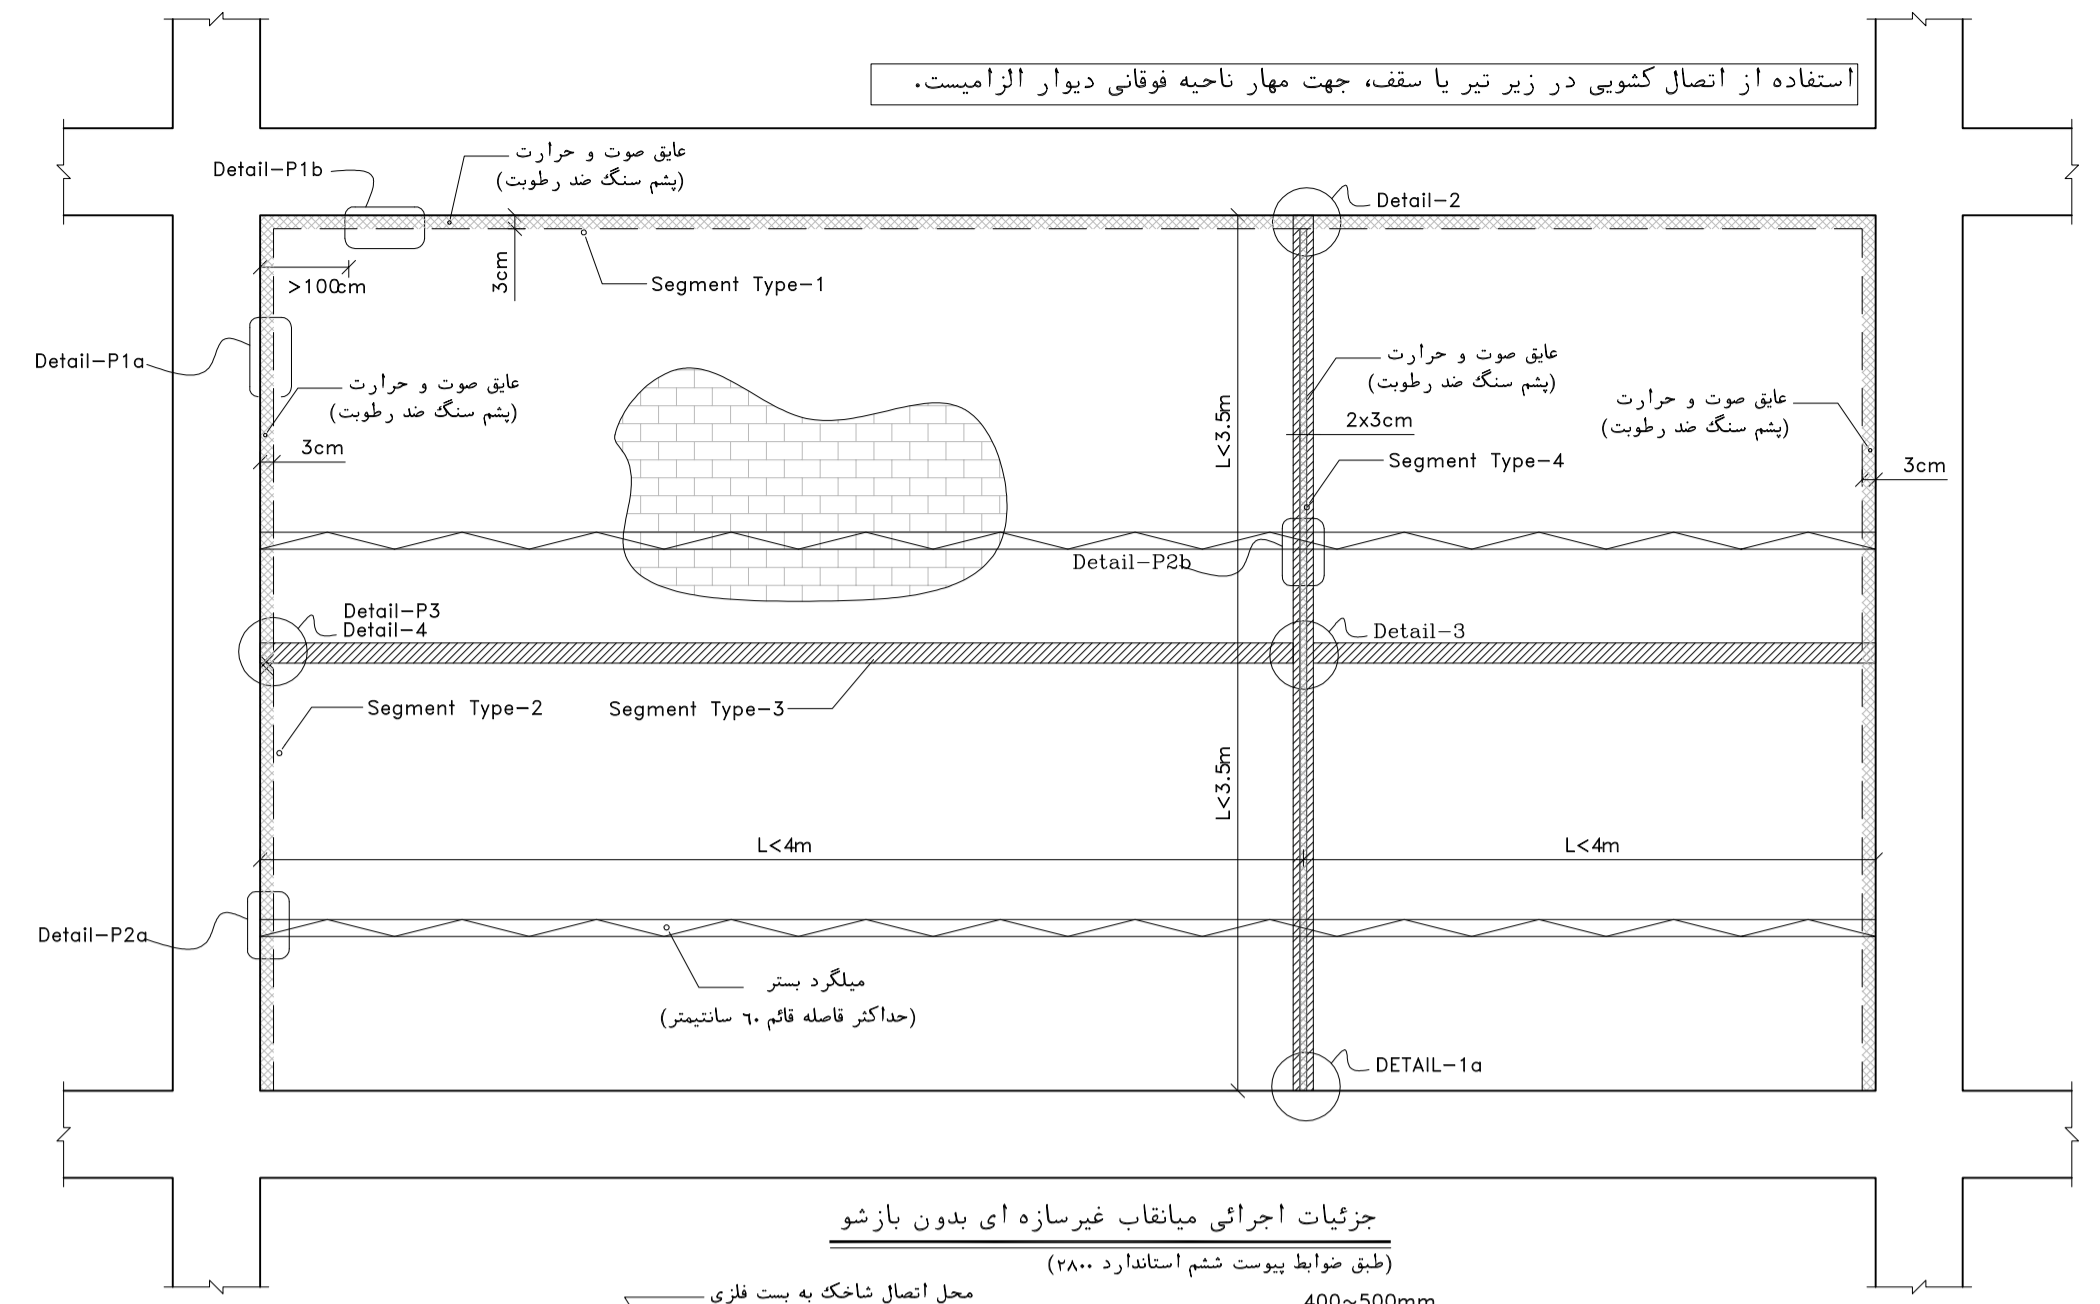 استفاده از اتصال کشویی در زیر تیر یا سقف، جهت مهار ناحیه فوقانی دیوار الزامیست.
Detail-P1b
عایق صوت و حرارت
(پشم سنگ ضد رطوبت)
Detail-2
>100cm
3cm
Segment Type-1
Detail-P1a
عایق صوت و حرارت
(پشم سنگ ضد رطوبت)
3cm
L<3.5m
عایق صوت و حرارت
(پشم سنگ ضد رطوبت)
2x3cm
Segment Type-4
عایق صوت و حرارت
(پشم سنگ ضد رطوبت)
3cm
Detail-P2b
Detail-P3
Detail-4
Detail-3
Segment Type-2
Segment Type-3
L<3.5m
L<4m
L<4m
Detail-P2a
میلگرد بستر
(حداکثر قاصله قائم ٦٠ سانتیمتر)
DETAIL-1a
جزئیات اجرائی میانقاب غیرسازه ای بدون بازشو
(طبق ضوابط پیوست ششم استاندارد ٢٨٠٠)
محل اتصال شاخک به بست فلزی
400~500mm